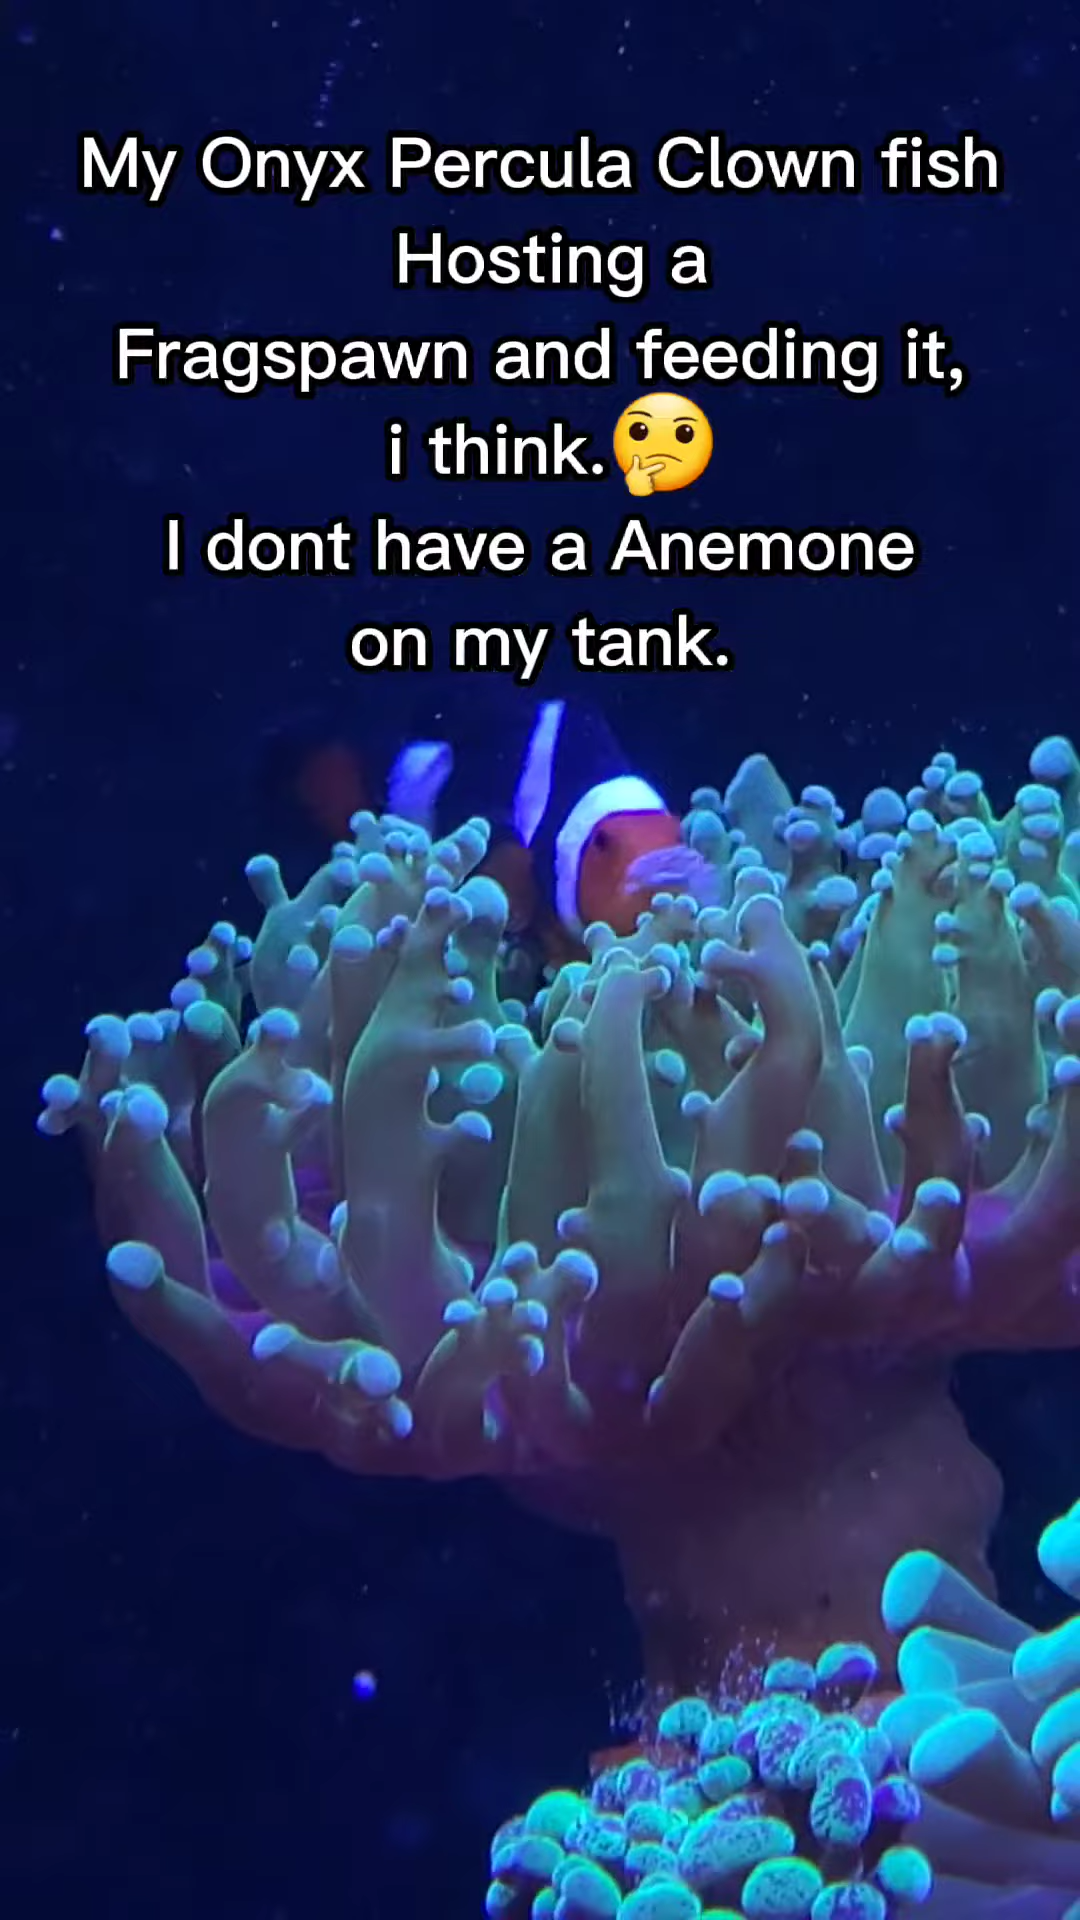 My Onyx Percula Clown fish
Hosting a
Fragspawn and feeding it,
i think.🤔
I dont have a Anemone
on my tank.